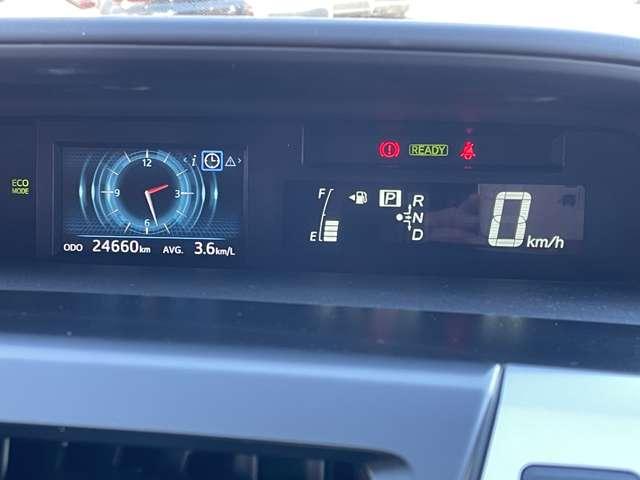 ECO
MODE
12
3
6
9
i
ODO 24660km AVG. 3.6km/L
READY
F
E
P
R
N
D
0 km/h